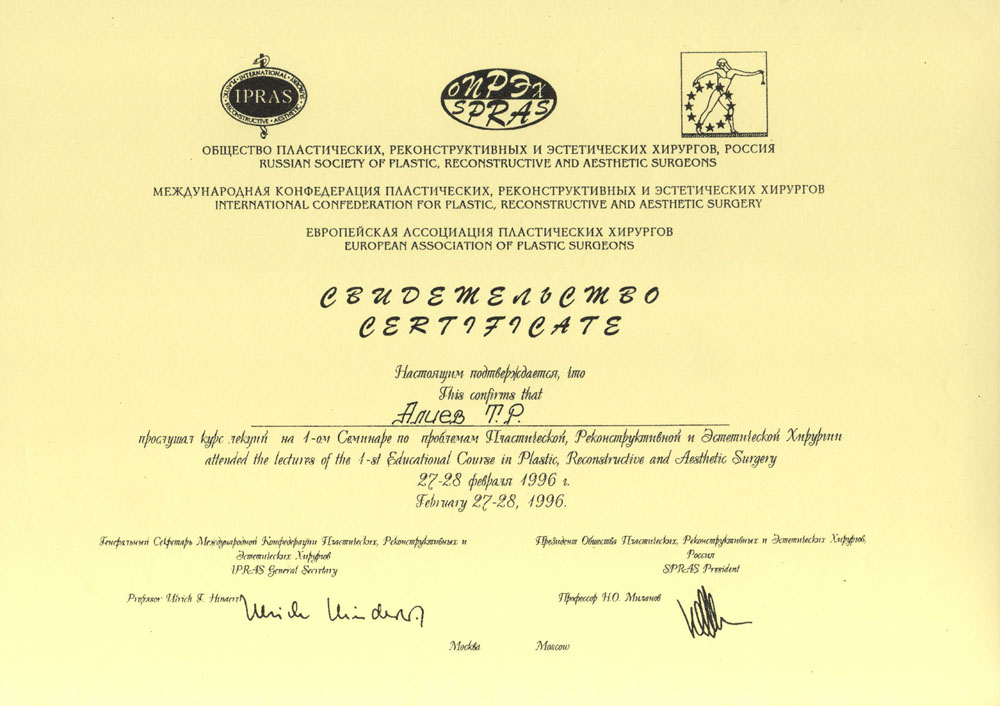 PLASTIC · INTERNATIONAL ·
IPRAS
RECONSTRUCTIVE · AESTHETIC
ОПРЭХ
SPRAS
ОБЩЕСТВО ПЛАСТИЧЕСКИХ, РЕКОНСТРУКТИВНЫХ И ЭСТЕТИЧЕСКИХ ХИРУРГОВ, РОССИЯ
RUSSIAN SOCIETY OF PLASTIC, RECONSTRUCTIVE AND AESTHETIC SURGEONS
МЕЖДУНАРОДНАЯ КОНФЕДЕРАЦИЯ ПЛАСТИЧЕСКИХ, РЕКОНСТРУКТИВНЫХ И ЭСТЕТИЧЕСКИХ ХИРУРГОВ
INTERNATIONAL CONFEDERATION FOR PLASTIC, RECONSTRUCTIVE AND AESTHETIC SURGERY
ЕВРОПЕЙСКАЯ АССОЦИАЦИЯ ПЛАСТИЧЕСКИХ ХИРУРГОВ
EUROPEAN ASSOCIATION OF PLASTIC SURGEONS
СВИДЕТЕЛЬСТВО
CERTIFICATE
Настоящим подтверждается, что
This confirms that
Алиев Т.Р.
прослушал курс лекций на 1-ом Семинаре по проблемам Пластической, Реконструктивной и Эстетической Хирургии
attended the lectures of the 1-st Educational Course in Plastic, Reconstructive and Aesthetic Surgery
27-28 февраля 1996 г.
February 27-28, 1996.
Генеральный Секретарь Международной Конфедерации Пластических, Реконструктивных и
Эстетических Хирургов
IPRAS General Secretary
Professor Ulrich T. Hinderer
Ulrich Hinderer
Президент Общества Пластических, Реконструктивных и Эстетических Хирургов,
Россия
SPRAS President
Профессор Н.О. Миланов
Москва Moscow